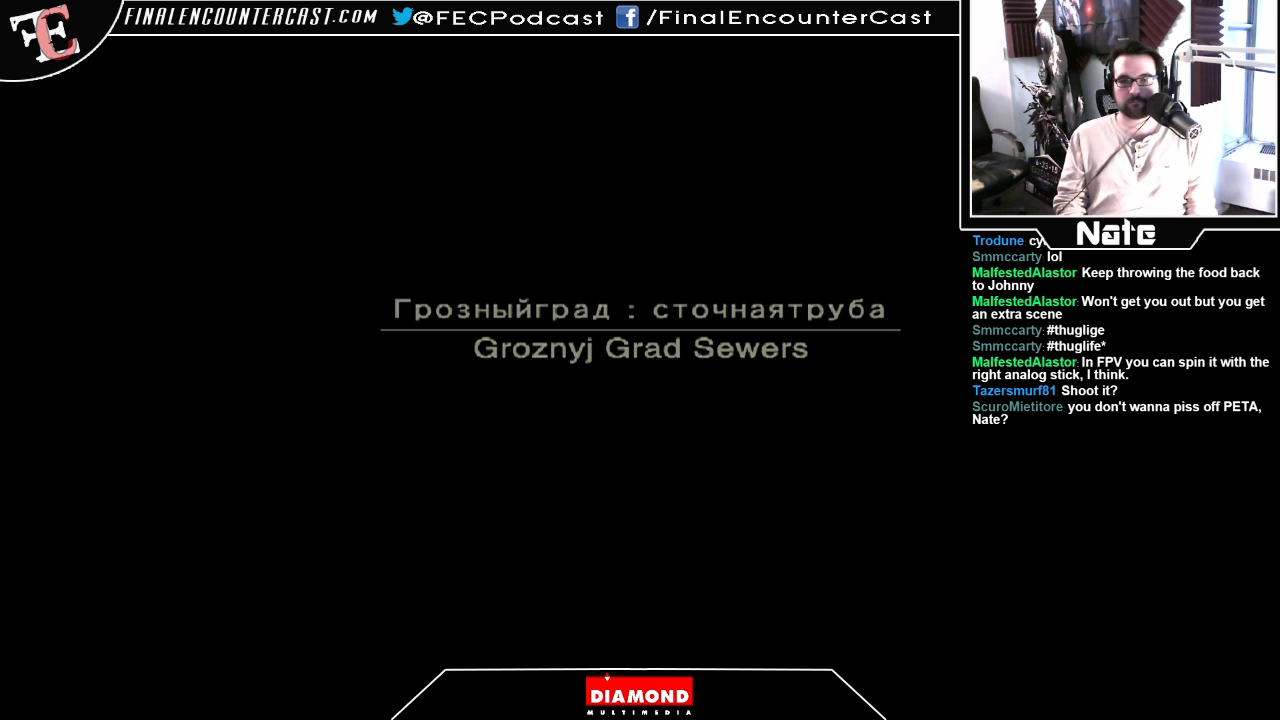 FINALENCOUNTERCAST.COM @FECPodcast /FinalEncounterCast
FEC
Nate
Грозныйград : сточнаятруба
Groznyj Grad Sewers
Trodune
Smmccarty lol
MalfestedAlastor Keep throwing the food back
to Johnny
MalfestedAlastor: Won't get you out but you get
an extra scene
Smmccarty: #thuglige
Smmccarty: #thuglife*
MalfestedAlastor: In FPV you can spin it with the
right analog stick, I think.
Tazersmurf81 Shoot it?
ScuroMietitore: you don't wanna piss off PETA,
Nate?
DIAMOND
MULTIMEDIA